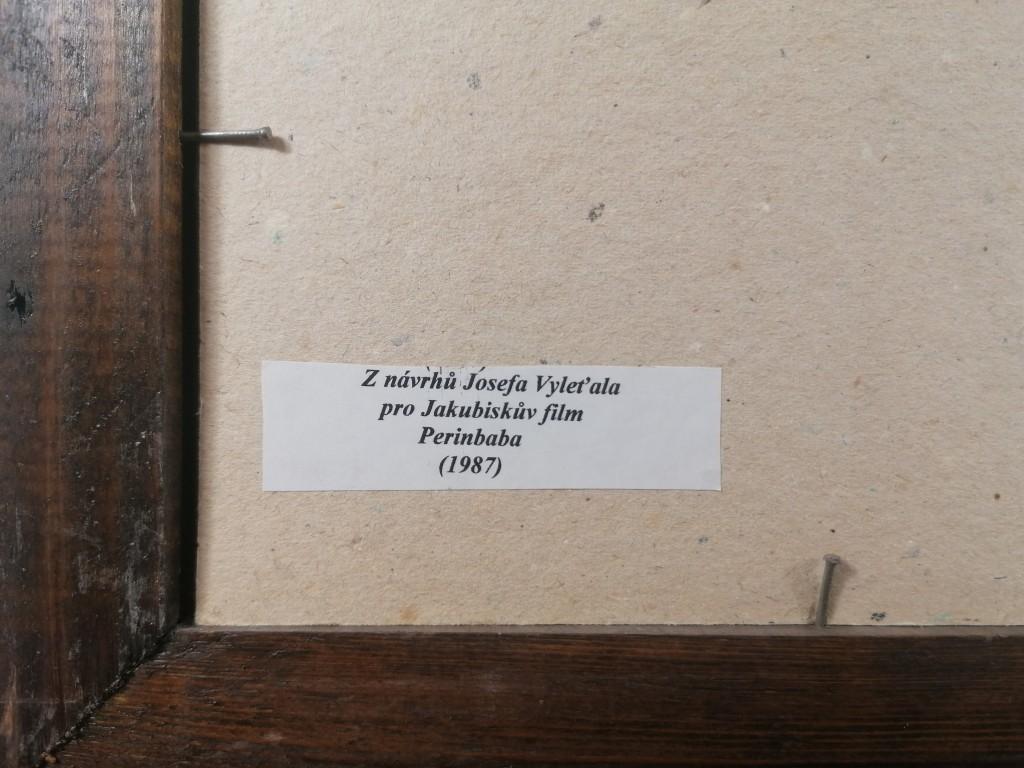 Z návrhů Josefa Vyleťala
pro Jakubiskův film
Perinbaba
(1987)